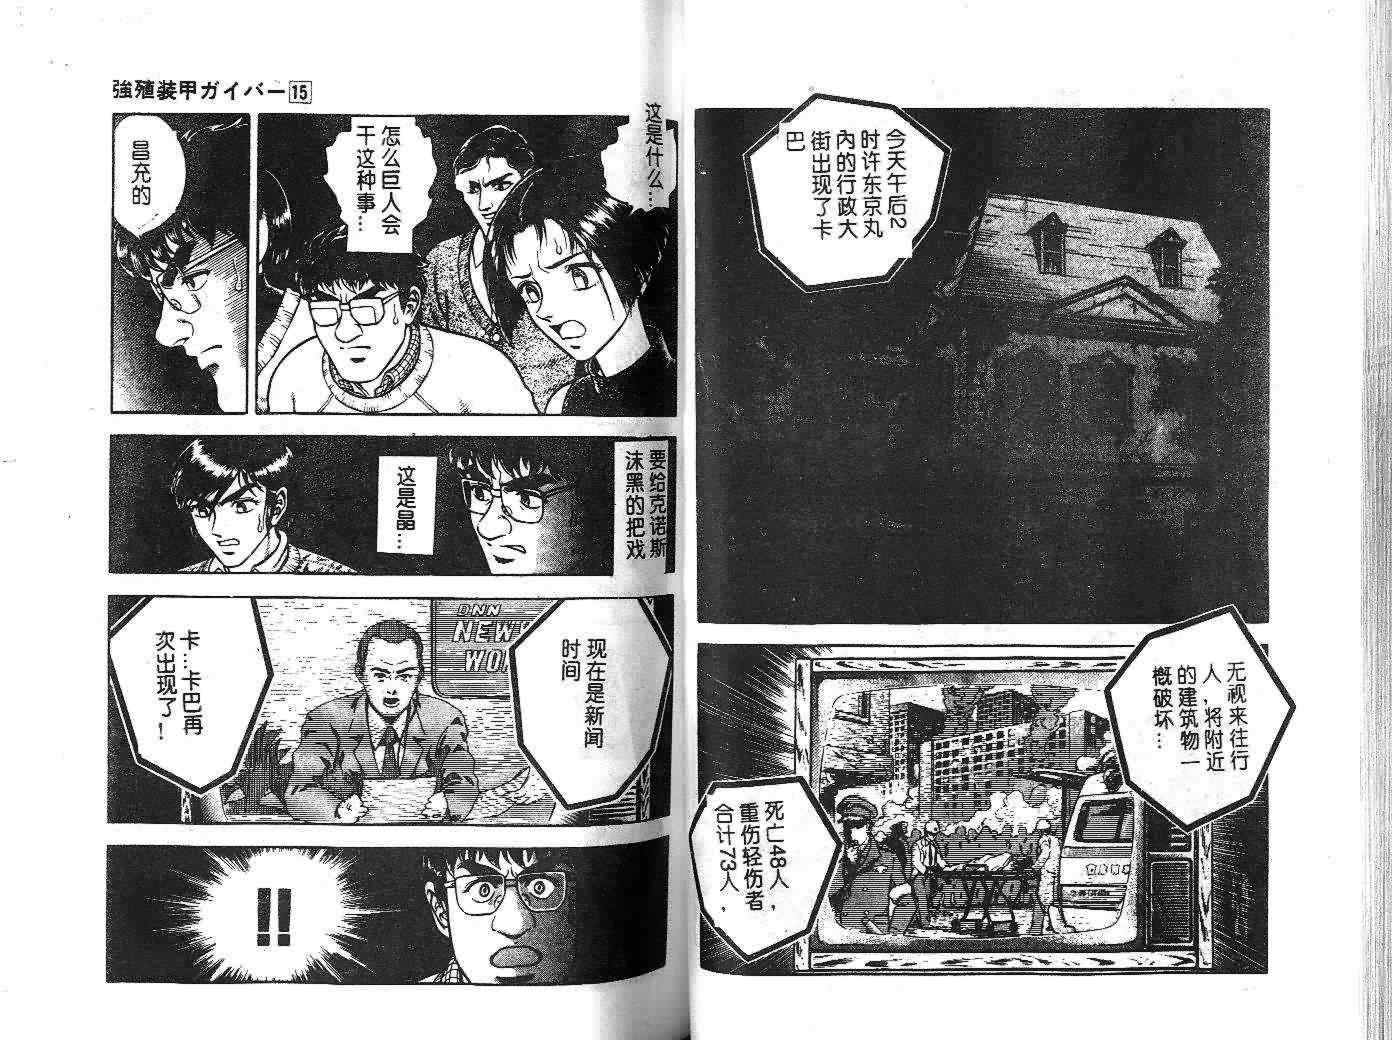 今天午后2
时许东京丸
内的行政大
街出现了卡
巴
无视来往行
人,将附近
的建筑物一
概破坏…
死亡48人,
重伤轻伤者
合计73人,
強殖装甲ガイバー15
这是什么…
怎么巨人会
干这种事…
昌充的
要给克诺斯
沫黑的把戏
这是晶…
现在是新闻
时间
DNN
NEW
WO
卡…卡巴再
次出现了!
!!